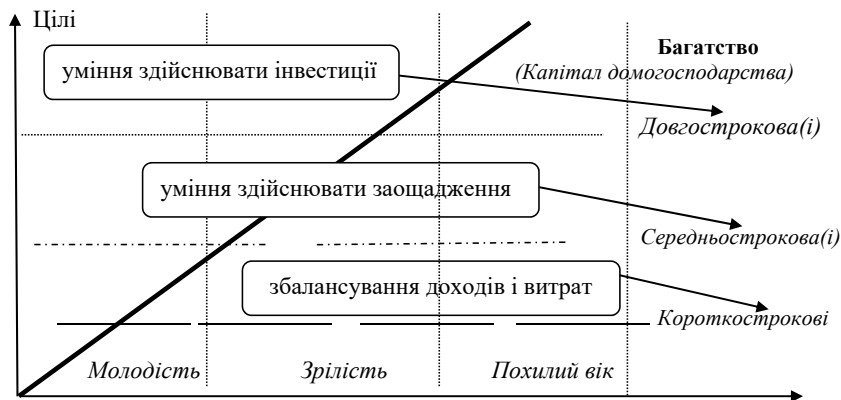 Цілі
Багатство
уміння здійснювати інвестиції
(Капітал домогосподарства)
Довгострокова(і)
уміння здійснювати заощадження
Середньострокова(і)
збалансування доходів і витрат
Короткострокові
Молодість
Зрілість
Похилий вік